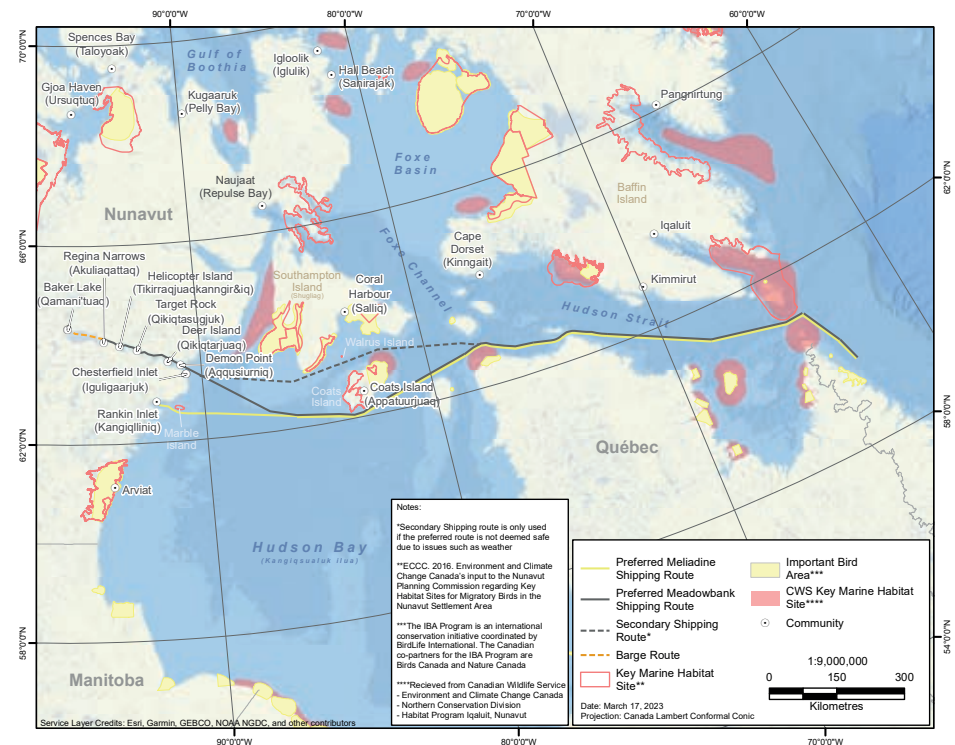 90°0'0"W
80°0'0"W
70°0'0"W
60°0'0"W
70°0'0"N
66°0'0"N
62°0'0"N
58°0'0"N
62°0'0"N
58°0'0"N
54°0'0"N
Spences Bay
(Taloyoak)
Gulf of
Boothia
Igloolik
(Iglulik)
Hall Beach
(Sanirajak)
Gjoa Haven
(Ursuqtuq)
Kugaaruk
(Pelly Bay)
Pangnirtung
Foxe
Basin
Naujaat
(Repulse Bay)
Baffin
Island
Nunavut
Iqaluit
Cape
Dorset
(Kinngait)
Foxe Channel
Regina Narrows
(Akuliaqattaq)
Helicopter Island
(Tikirraqjuaqkanngir&iq)
Southampton
Island
(Shugliaq)
Coral
Harbour
(Salliq)
Kimmirut
Baker Lake
(Qamani'tuaq)
Target Rock
(Qikiqtasugjuk)
Hudson Strait
Deer Island
(Qikiqtarjuaq)
Walrus Island
Demon Point
(Aqqusiurniq)
Chesterfield Inlet
(Iguligaarjuk)
Coats
Island
Coats Island
(Appatuurjuaq)
Rankin Inlet
(Kangiqlliniq)
Marble
Island
Québec
Arviat
Hudson Bay
(Kangiqsualuk Ilua)
Manitoba
Notes:
*Secondary Shipping route is only used
if the preferred route is not deemed safe
due to issues such as weather
**ECCC. 2016. Environment and Climate
Change Canada's input to the Nunavut
Planning Commission regarding Key
Habitat Sites for Migratory Birds in the
Nunavut Settlement Area
***The IBA Program is an international
conservation initiative coordinated by
BirdLife International. The Canadian
co-partners for the IBA Program are
Birds Canada and Nature Canada
****Recieved from Canadian Wildlife Service
- Environment and Climate Change Canada
- Northern Conservation Division
- Habitat Program Iqaluit, Nunavut
Preferred Meliadine
Shipping Route
Preferred Meadowbank
Shipping Route
Secondary Shipping
Route*
Barge Route
Key Marine Habitat
Site**
Important Bird
Area***
CWS Key Marine Habitat
Site****
Community
1:9,000,000
0 150 300
Kilometres
Date: March 17, 2023
Projection: Canada Lambert Conformal Conic
Service Layer Credits: Esri, Garmin, GEBCO, NOAA NGDC, and other contributors
90°0'0"W
80°0'0"W
70°0'0"W